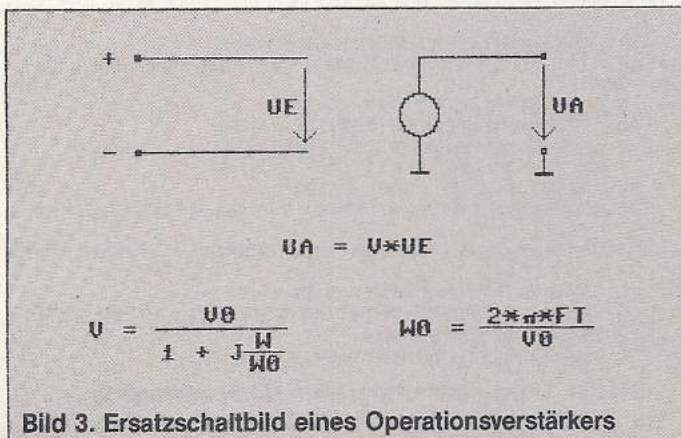 +
UE
UA
-
UA = V*UE
V = V0 / (1 + J W/W0)
W0 = 2*π*FT / V0
Bild 3. Ersatzschaltbild eines Operationsverstärkers